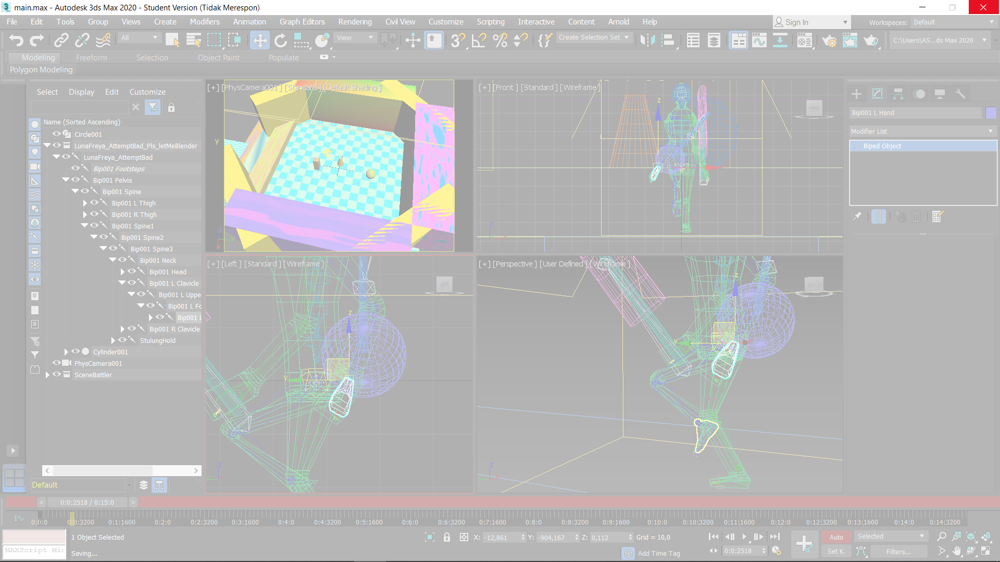 main.max - Autodesk 3ds Max 2020 - Student Version (Tidak Merespon)
File Edit Tools Group Views Create Modifiers Animation Graph Editors Rendering Civil View Customize Scripting Interactive Content Arnold Help
Sign In
Workspaces: Default
All
View
Create Selection Set
C:\Users\AS...ds Max 2020
Modeling Freeform Selection Object Paint Populate
Polygon Modeling
Select Display Edit Customize
Name (Sorted Ascending)
Circle001
LunaFreya_AttemptBad_Pls_letMeBlender
LunaFreya_AttemptBad
Bip001 Footsteps
Bip001 Pelvis
Bip001 Spine
Bip001 L Thigh
Bip001 R Thigh
Bip001 Spine1
Bip001 Spine2
Bip001 Spine3
Bip001 Neck
Bip001 Head
Bip001 L Clavicle
Bip001 L Uppe
Bip001 L Fo
Bip001 L
Bip001 R Clavicle
StulungHold
Cylinder001
PhysCamera001
SceneBattler
Default
[+] [PhysCamera001 ] [Standard ] [Default Shading ]
y
z
y
x
[+] [Front ] [Standard ] [Wireframe ]
FRONT
z
z
[+] [Left ] [Standard ] [Wireframe ]
LEFT
z
y
z
y
[+] [Perspective ] [User Defined ] [Wireframe ]
z
y
z
Bip001 L Hand
Modifier List
Biped Object
< 0:0:2518 / 0:15:0 >
0:0:0 0:0:3200 0:1:1600 0:2:0 0:2:3200 0:3:1600 0:4:0 0:4:3200 0:5:1600 0:6:0 0:6:3200 0:7:1600 0:8:0 0:8:3200 0:9:1600 0:10:0 0:10:3200 0:11:1600 0:12:0 0:12:3200 0:13:1600 0:14:0 0:14:3200
MAXScript Mi
1 Object Selected
Saving...
X: -12,861 Y: -904,167 Z: 0,112 Grid = 10,0
Add Time Tag
0:0:2518
Auto Selected
Set K. Filters...